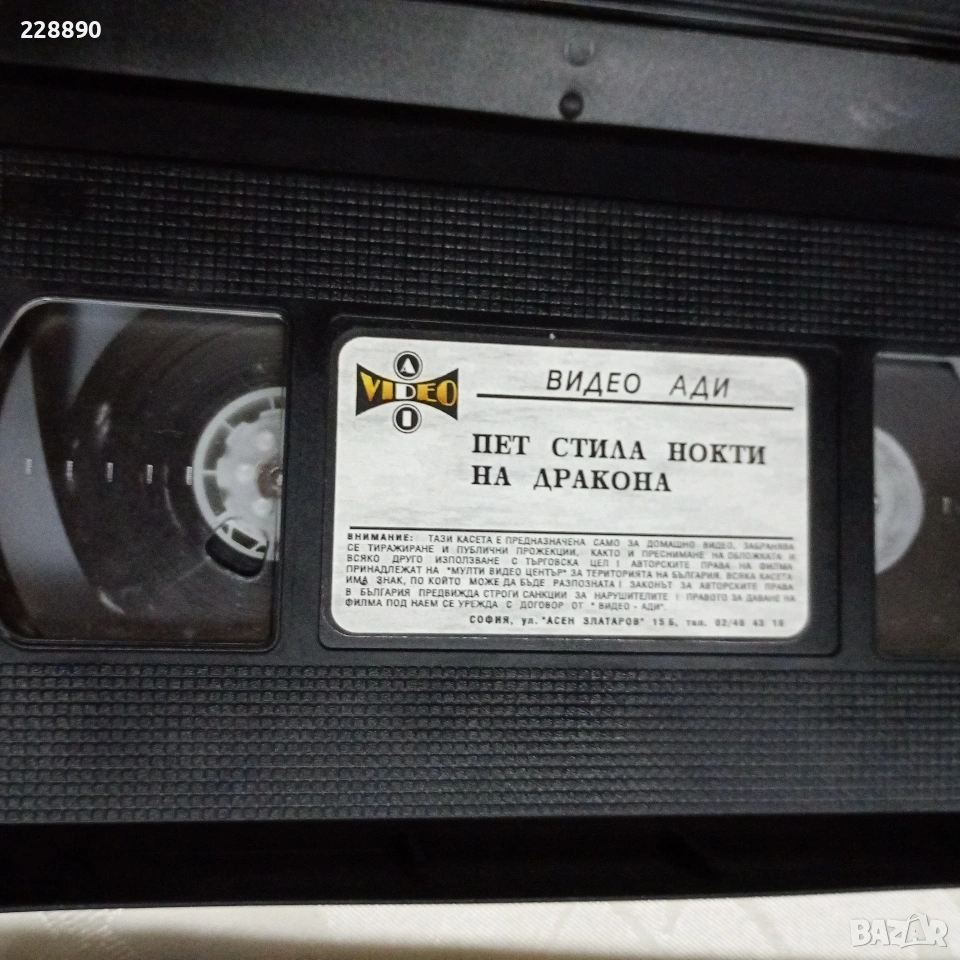 228890
ADI
VIDEO
ВИДЕО АДИ
ПЕТ СТИЛА НОКТИ
НА ДРАКОНА
ВНИМАНИЕ: ТАЗИ КАСЕТА Е ПРЕДНАЗНАЧЕНА САМО ЗА ДОМАШНО ВИДЕО, ЗАБРАНЯВА
СЕ ТИРАЖИРАНЕ И ПУБЛИЧНИ ПРОЖЕКЦИИ, КАКТО И ПРЕСНИМАНЕ НА ОБЛОЖКАТА И
ВСЯКО ДРУГО ИЗПОЛЗВАНЕ С ТЪРГОВСКА ЦЕЛ ! АВТОРСКИТЕ ПРАВА НА ФИЛМА
ПРИНАДЛЕЖАТ НА "МУЛТИ ВИДЕО ЦЕНТЪР" ЗА ТЕРИТОРИЯТА НА БЪЛГАРИЯ. ВСЯКА КАСЕТА
ИМА ЗНАК, ПО КОЙТО МОЖЕ ДА БЪДЕ РАЗПОЗНАТА ! ЗАКОНЪТ ЗА АВТОРСКИТЕ ПРАВА
В БЪЛГАРИЯ ПРЕДВИЖДА СТРОГИ САНКЦИИ ЗА НАРУШИТЕЛИТЕ ! ПРАВОТО ЗА ДАВАНЕ НА
ФИЛМА ПОД НАЕМ СЕ УРЕЖДА С ДОГОВОР ОТ "ВИДЕО - АДИ".
СОФИЯ, ул. "АСЕН ЗЛАТАРОВ" 15 Б, тел. 02/46 43 18
BAZAR